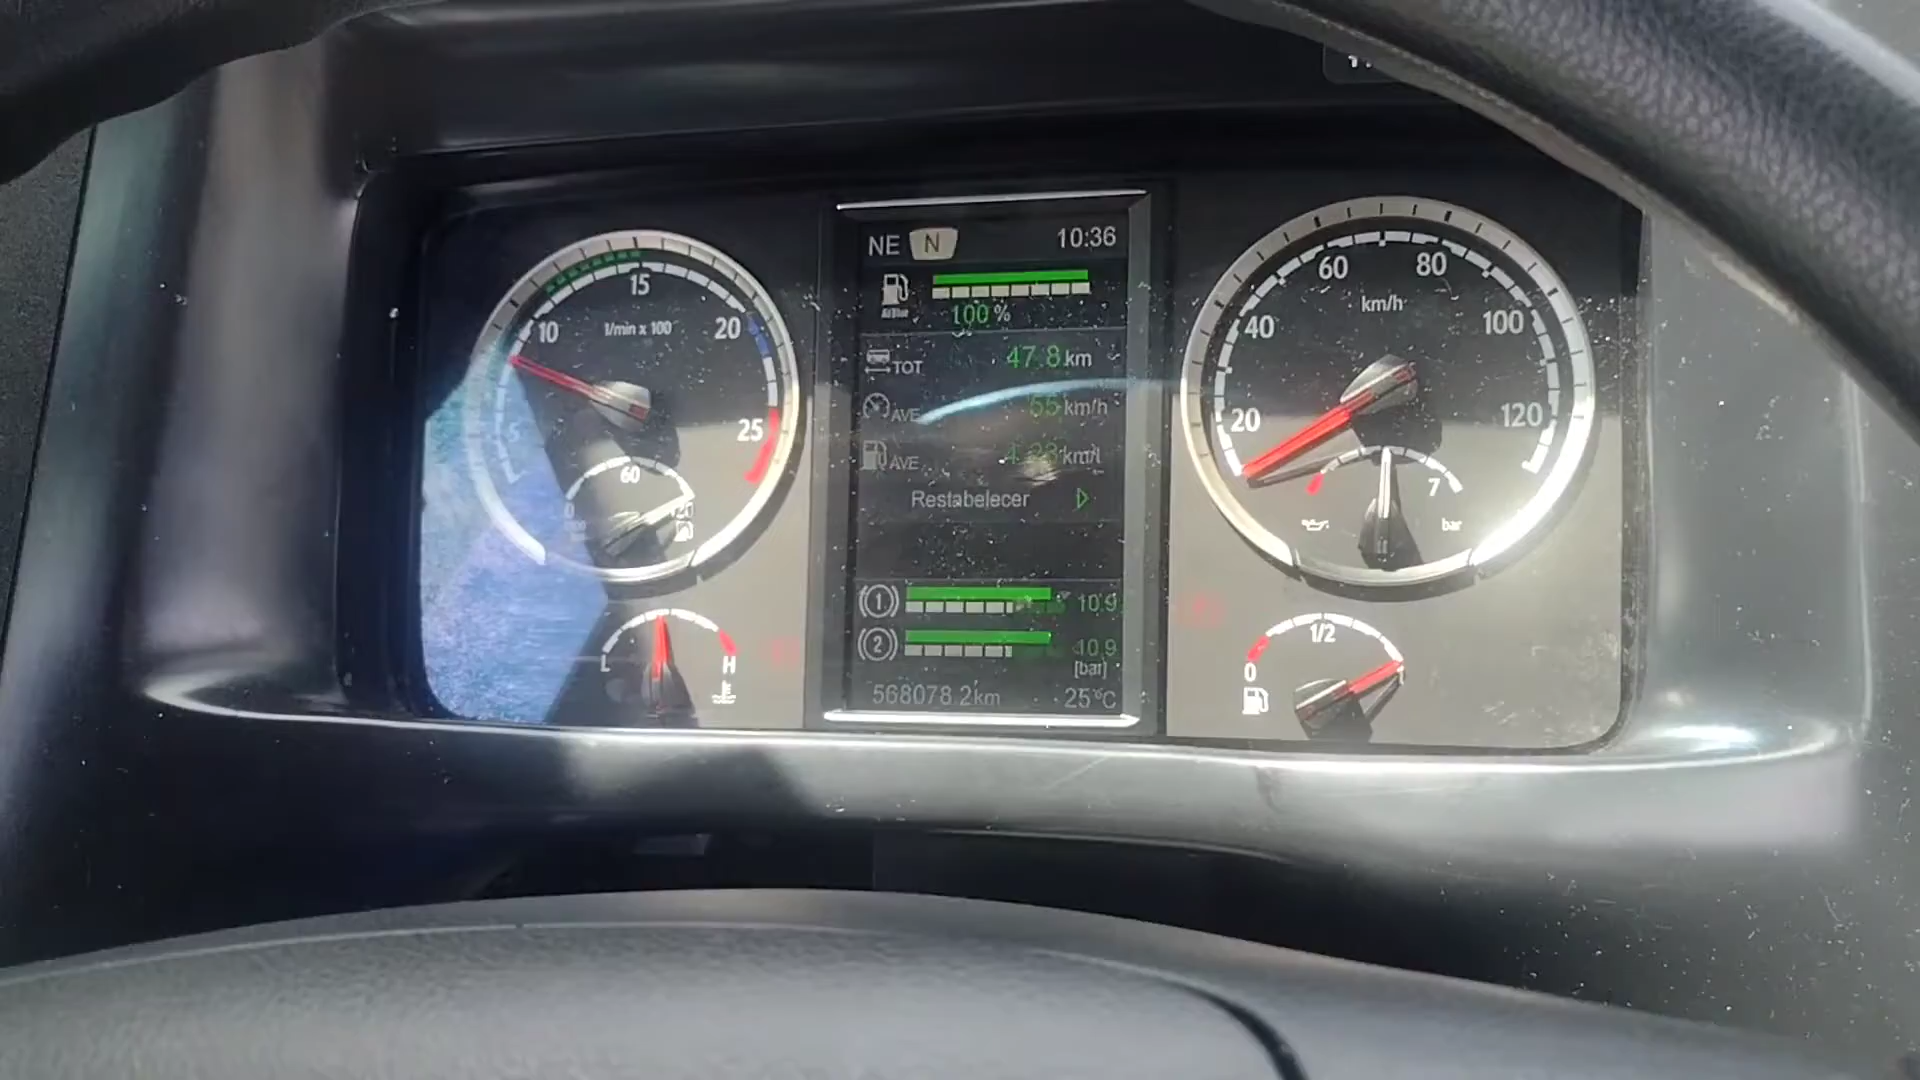 NE N 10:36
AdBlue
100 %
TOT 47.8 km
AVE 55 km/h
AVE km/l
Restabelecer
1 10.9
2 10.9
[bar]
568078.2km 25°C
5 10 15 20 25
1/min x 100
60
L H
20 40 60 80 100 120
km/h
7
bar
0 1/2